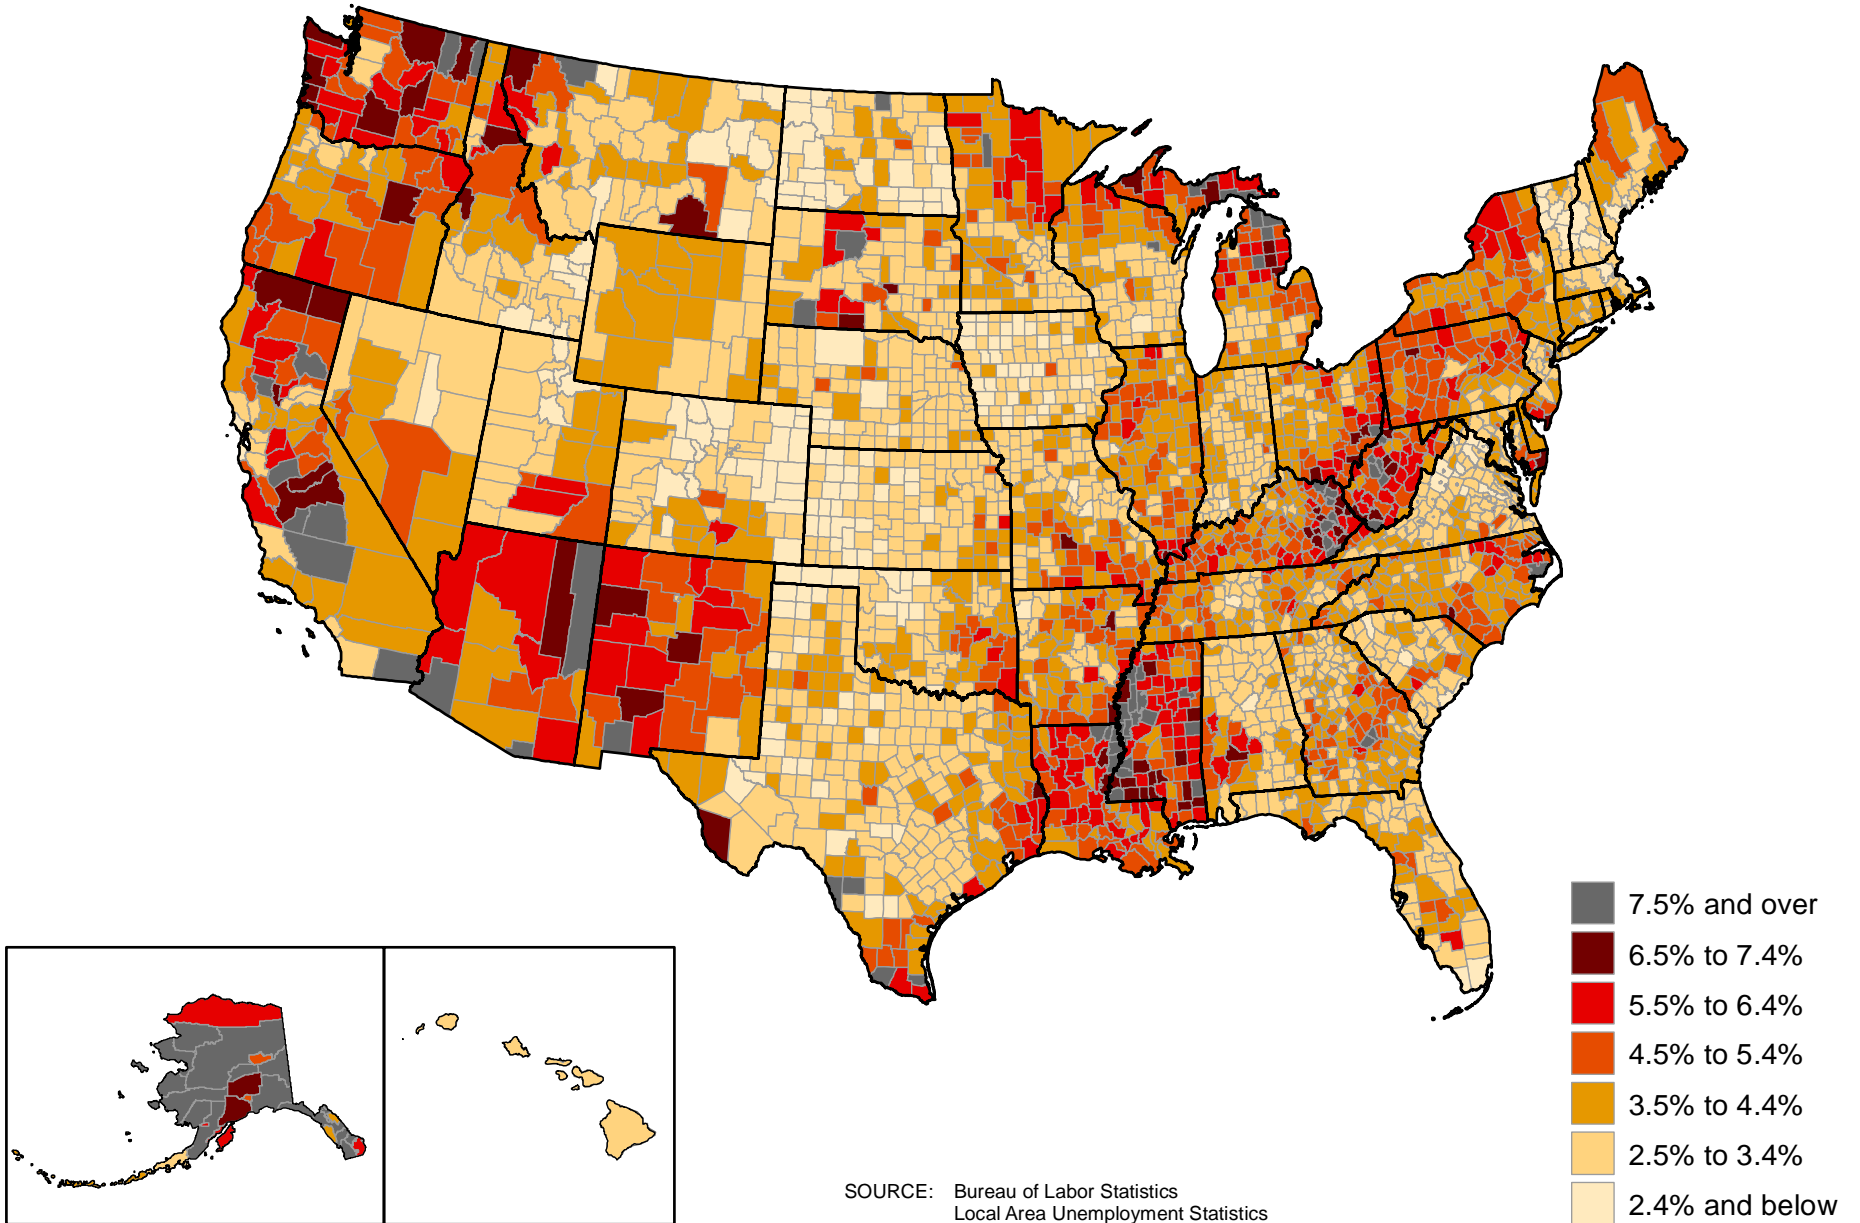 7.5% and over
6.5% to 7.4%
5.5% to 6.4%
4.5% to 5.4%
3.5% to 4.4%
2.5% to 3.4%
2.4% and below
SOURCE: Bureau of Labor Statistics
Local Area Unemployment Statistics